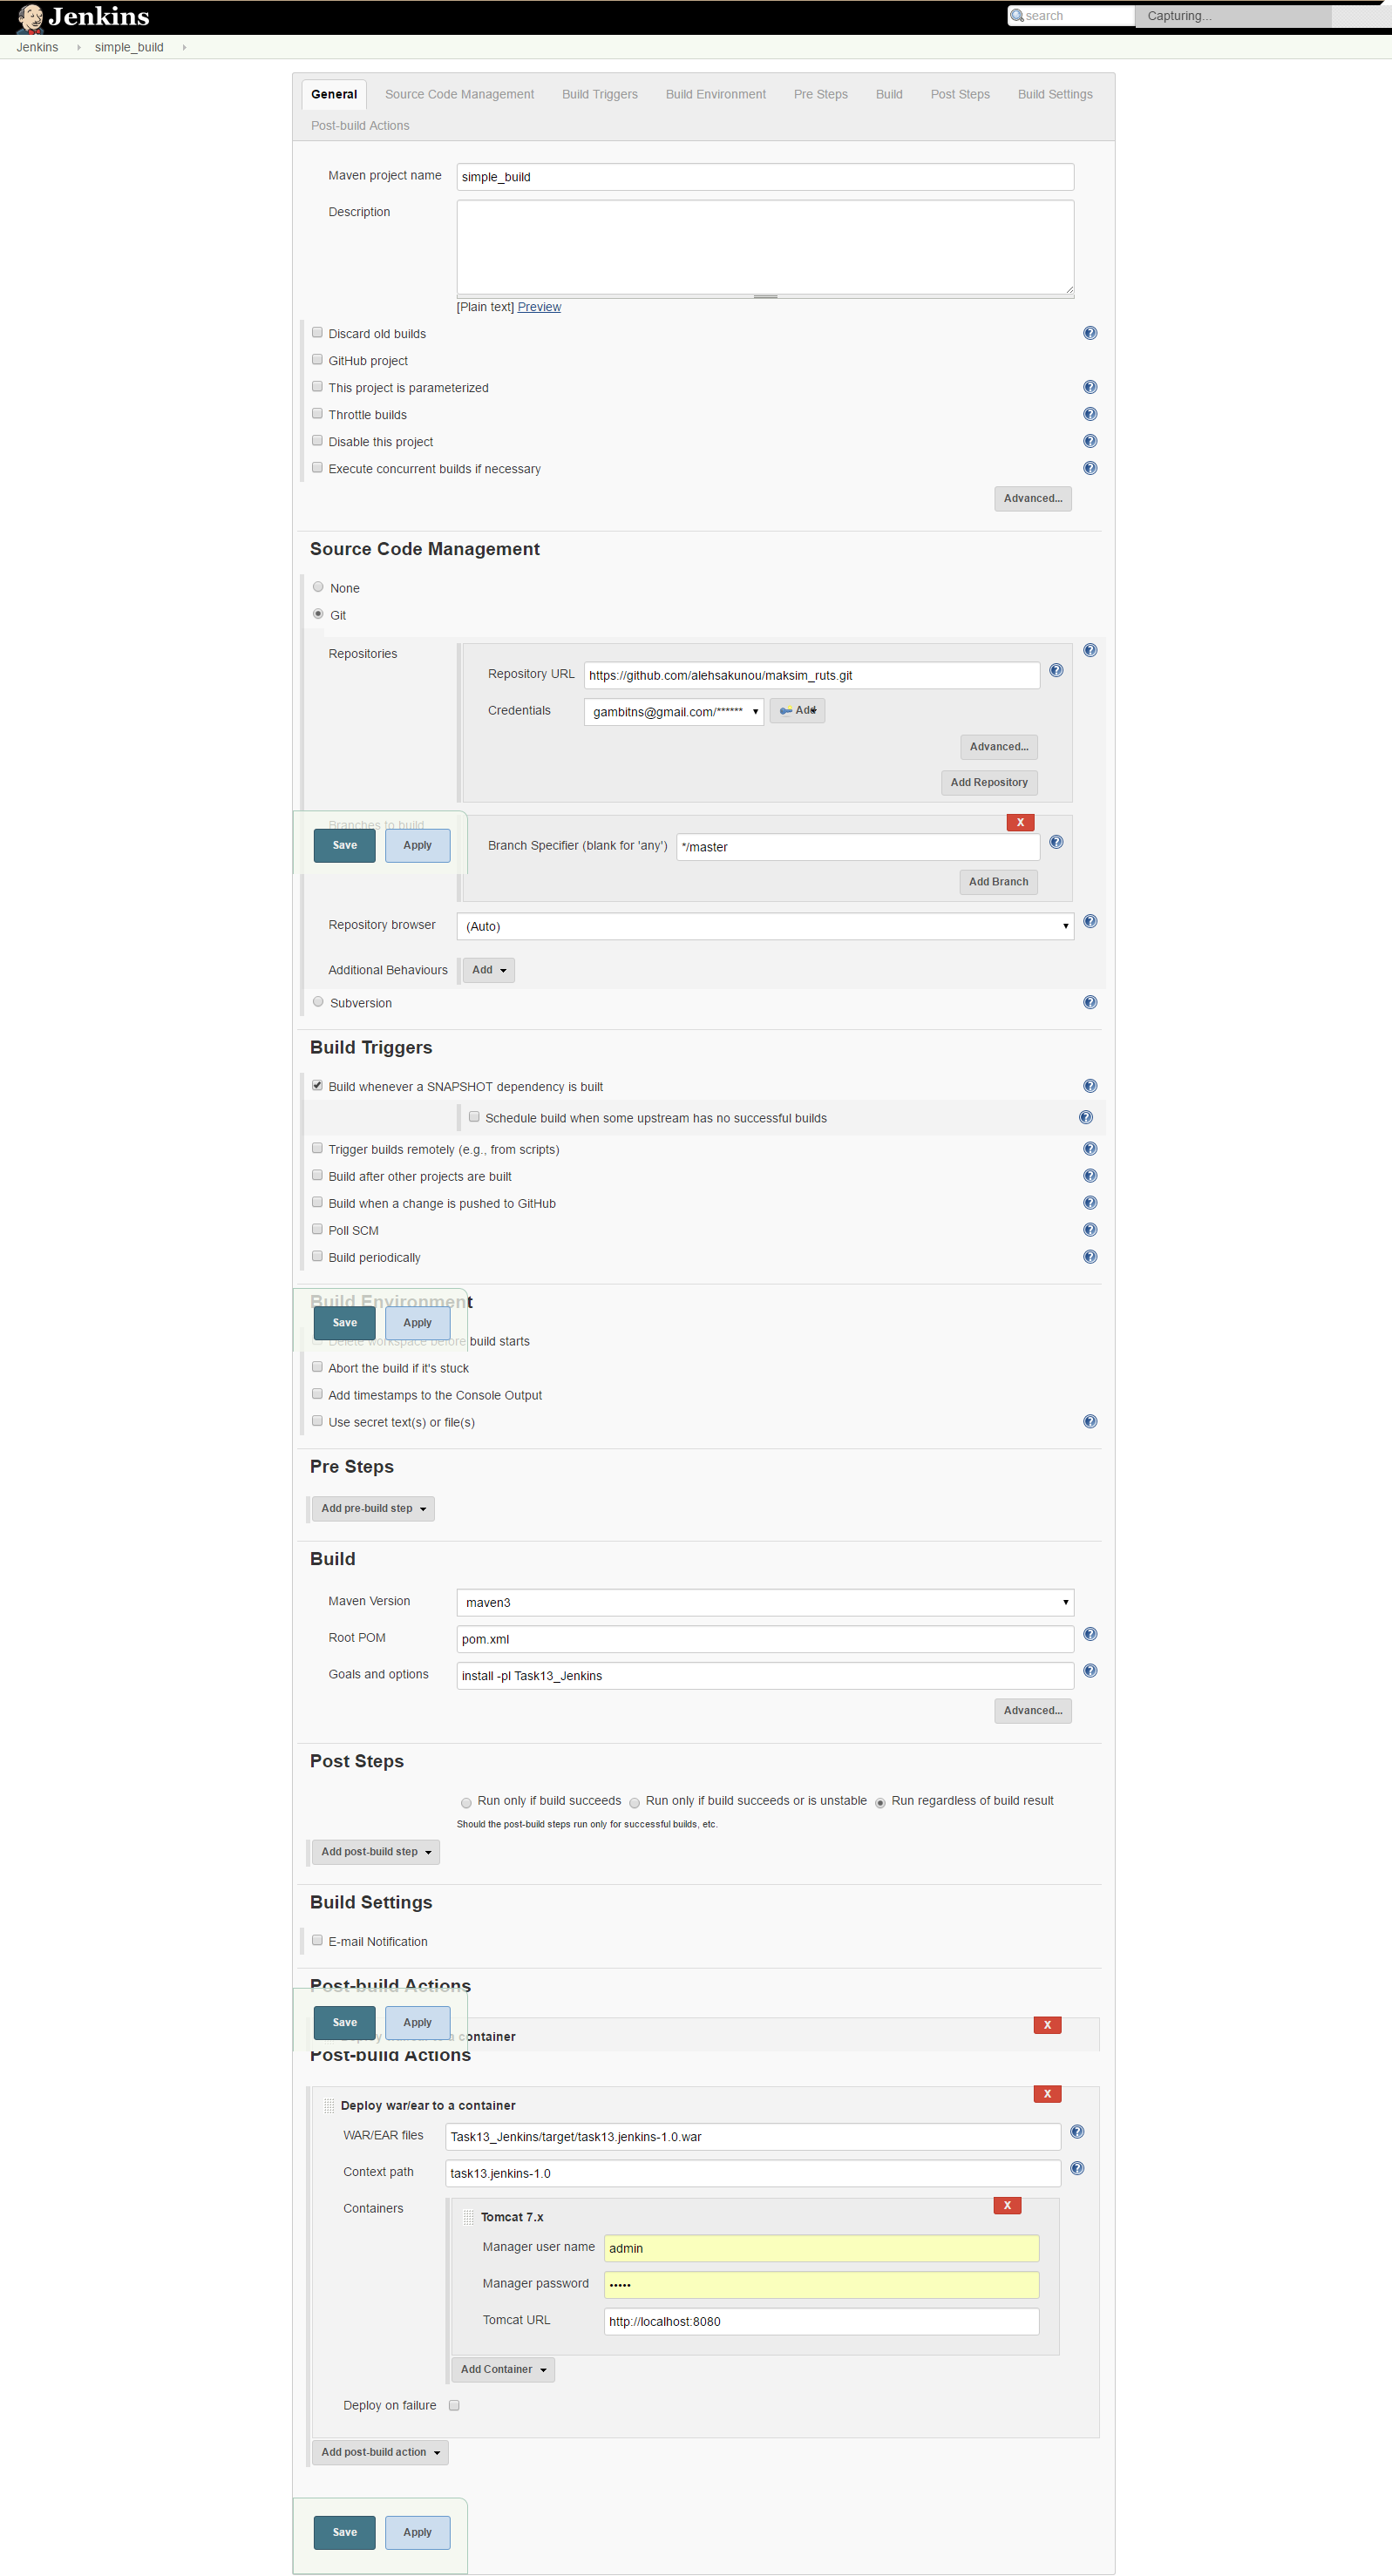 Jenkins
search
Capturing...
Jenkins simple_build
General Source Code Management Build Triggers Build Environment Pre Steps Build Post Steps Build Settings
Post-build Actions
Maven project name simple_build
Description
[Plain text] Preview
Discard old builds
GitHub project
This project is parameterized
Throttle builds
Disable this project
Execute concurrent builds if necessary
Advanced...
Source Code Management
None
Git
Repositories
Repository URL https://github.com/alehsakunou/maksim_ruts.git
Credentials gambitns@gmail.com/****** Add
Advanced...
Add Repository
Branches to build
X
Save Apply
Branch Specifier (blank for 'any') */master
Add Branch
Repository browser (Auto)
Additional Behaviours Add
Subversion
Build Triggers
Build whenever a SNAPSHOT dependency is built
Schedule build when some upstream has no successful builds
Trigger builds remotely (e.g., from scripts)
Build after other projects are built
Build when a change is pushed to GitHub
Poll SCM
Build periodically
Build Environment
Save Apply
Delete workspace before build starts
Abort the build if it's stuck
Add timestamps to the Console Output
Use secret text(s) or file(s)
Pre Steps
Add pre-build step
Build
Maven Version maven3
Root POM pom.xml
Goals and options install -pl Task13_Jenkins
Advanced...
Post Steps
Run only if build succeeds Run only if build succeeds or is unstable Run regardless of build result
Should the post-build steps run only for successful builds, etc.
Add post-build step
Build Settings
E-mail Notification
Post-build Actions
Save Apply
X
Deploy war/ear to a container
Post-build Actions
X
Deploy war/ear to a container
WAR/EAR files Task13_Jenkins/target/task13.jenkins-1.0.war
Context path task13.jenkins-1.0
Containers
X
Tomcat 7.x
Manager user name admin
Manager password •••••
Tomcat URL http://localhost:8080
Add Container
Deploy on failure
Add post-build action
Save Apply